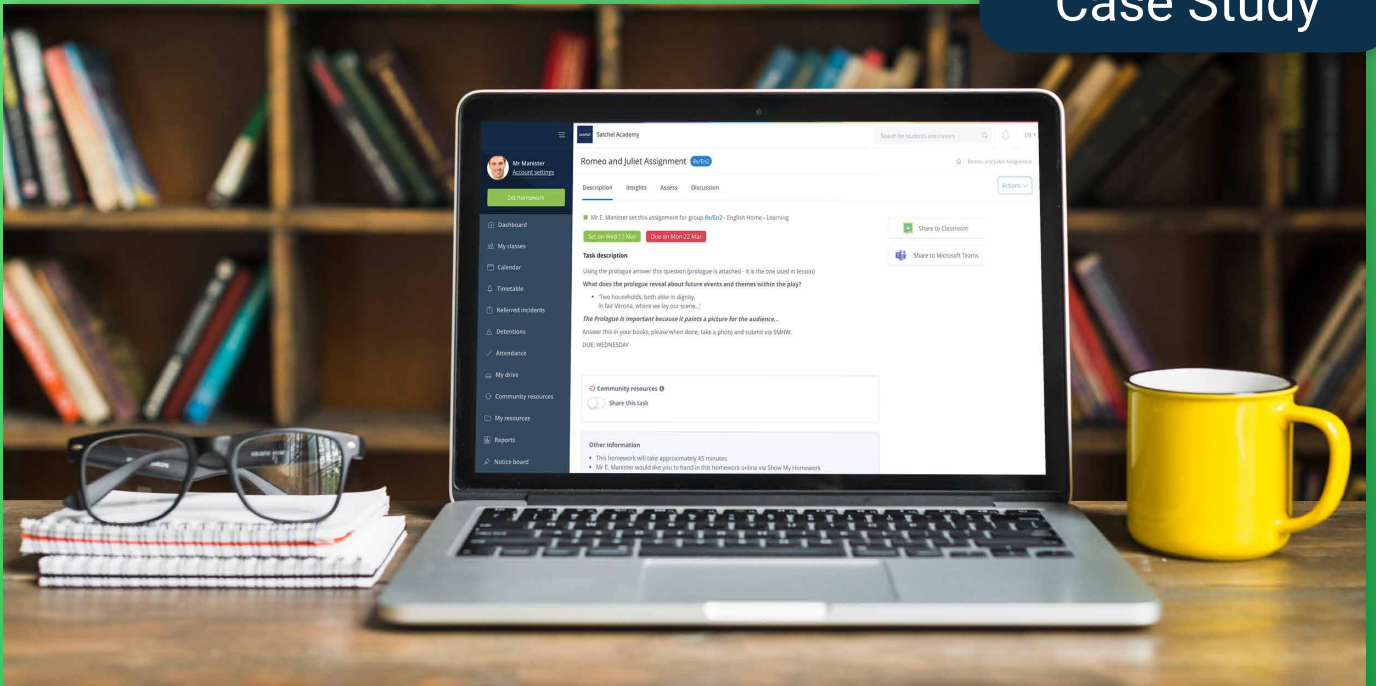 Case Study
satchel
Satchel Academy
Search for students and classes
EN
Mr Manister
Account settings
Romeo and Juliet Assignment 8x/En2
Romeo and Juliet Assignment
Set homework
Description Insights Assess Discussion
Actions
Mr E. Manister set this assignment for group 8x/En2 - English Home - Learning
Set on Wed 17 Mar Due on Mon 22 Mar
Share to Classroom
Share to Microsoft Teams
Task description
Using the prologue answer this question (prologue is attached - it is the one used in lesson)
What does the prologue reveal about future events and themes within the play?
• 'Two households, both alike in dignity,
In fair Verona, where we lay our scene...'
The Prologue is important because it paints a picture for the audience...
Answer this in your books, please when done, take a photo and submit via SMHW.
DUE: WEDNESDAY
Community resources
Share this task
Other information
• This homework will take approximately 45 minutes
• Mr E. Manister would like you to hand in this homework online via Show My Homework
Dashboard
My classes
Calendar
Timetable
Referred incidents
Detentions
Attendance
My drive
Community resources
My resources
Reports
Notice board